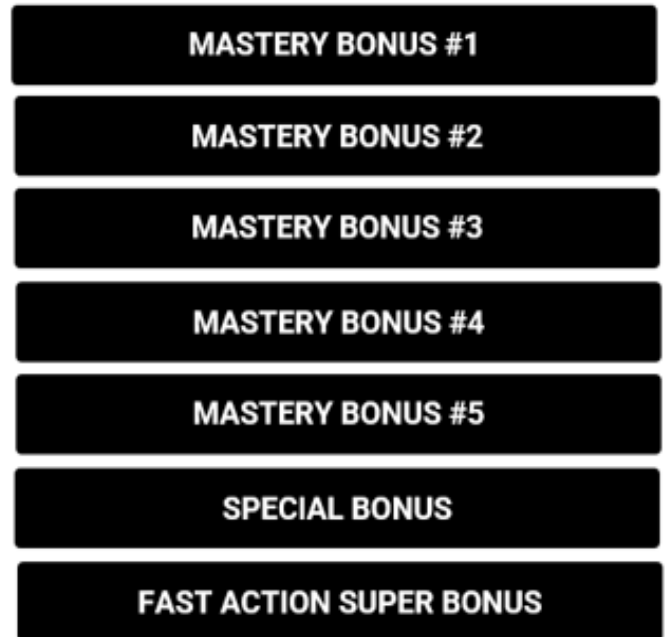 MASTERY BONUS #1
MASTERY BONUS #2
MASTERY BONUS #3
MASTERY BONUS #4
MASTERY BONUS #5
SPECIAL BONUS
FAST ACTION SUPER BONUS